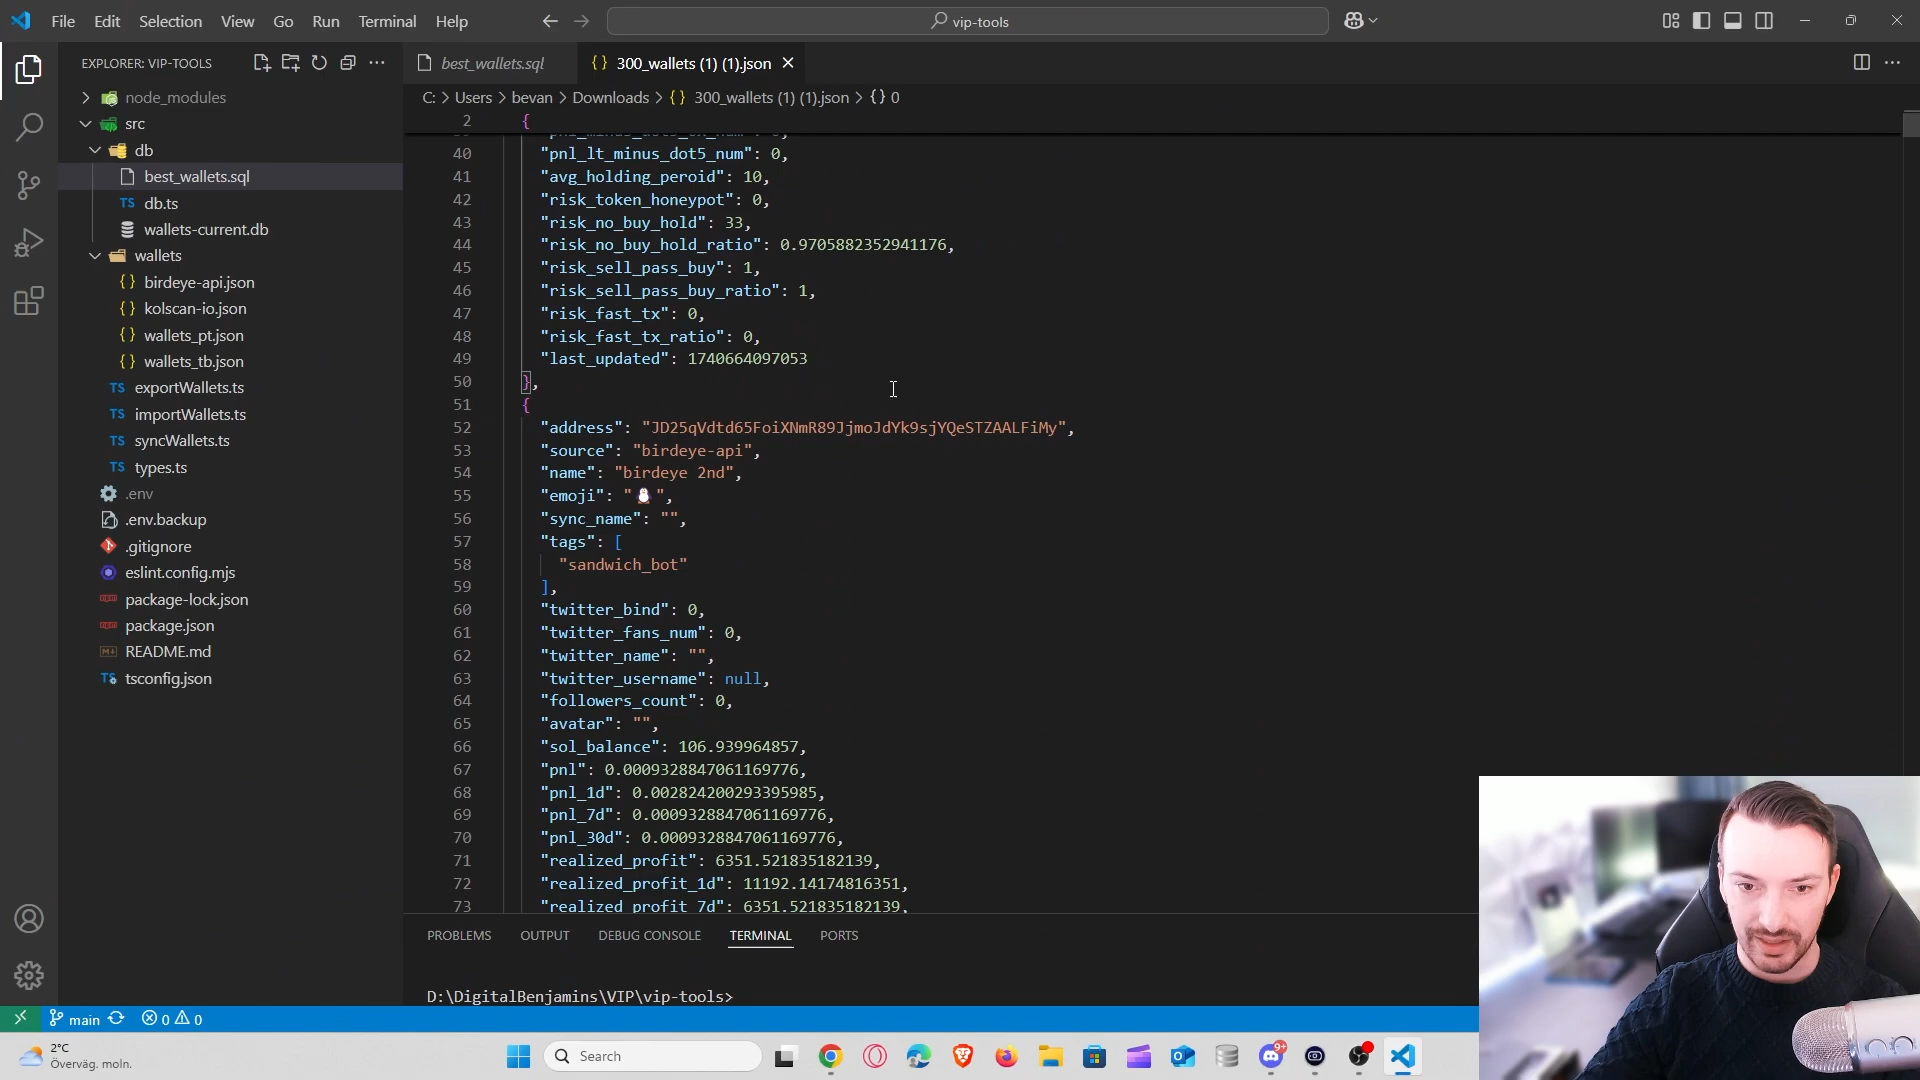 File Edit Selection View Go Run Terminal Help
vip-tools
EXPLORER: VIP-TOOLS
best_wallets.sql
300_wallets (1) (1).json
C: > Users > bevan > Downloads > {} 300_wallets (1) (1).json > {} 0
node_modules
src
db
best_wallets.sql
TS db.ts
wallets-current.db
wallets
{} birdeye-api.json
{} kolscan-io.json
{} wallets_pt.json
{} wallets_tb.json
TS exportWallets.ts
TS importWallets.ts
TS syncWallets.ts
TS types.ts
.env
.env.backup
.gitignore
eslint.config.mjs
package-lock.json
package.json
README.md
TS tsconfig.json
2 {
40 "pnl_lt_minus_dot5_num": 0,
41 "avg_holding_peroid": 10,
42 "risk_token_honeypot": 0,
43 "risk_no_buy_hold": 33,
44 "risk_no_buy_hold_ratio": 0.9705882352941176,
45 "risk_sell_pass_buy": 1,
46 "risk_sell_pass_buy_ratio": 1,
47 "risk_fast_tx": 0,
48 "risk_fast_tx_ratio": 0,
49 "last_updated": 1740664097053
50 },
51 {
52 "address": "JD25qVdtd65FoiXNmR89JjmoJdYk9sjYQeSTZAALFiMy",
53 "source": "birdeye-api",
54 "name": "birdeye 2nd",
55 "emoji": "⛄",
56 "sync_name": "",
57 "tags": [
58 "sandwich_bot"
59 ],
60 "twitter_bind": 0,
61 "twitter_fans_num": 0,
62 "twitter_name": "",
63 "twitter_username": null,
64 "followers_count": 0,
65 "avatar": "",
66 "sol_balance": 106.939964857,
67 "pnl": 0.0009328847061169776,
68 "pnl_1d": 0.002824200293395985,
69 "pnl_7d": 0.0009328847061169776,
70 "pnl_30d": 0.0009328847061169776,
71 "realized_profit": 6351.521835182139,
72 "realized_profit_1d": 11192.14174816351,
73 "realized_profit_7d": 6351.521835182139,
PROBLEMS OUTPUT DEBUG CONSOLE TERMINAL PORTS
D:\DigitalBenjamins\VIP\vip-tools>
main 0 0
2°C
Överväg. moln.
Search
9+